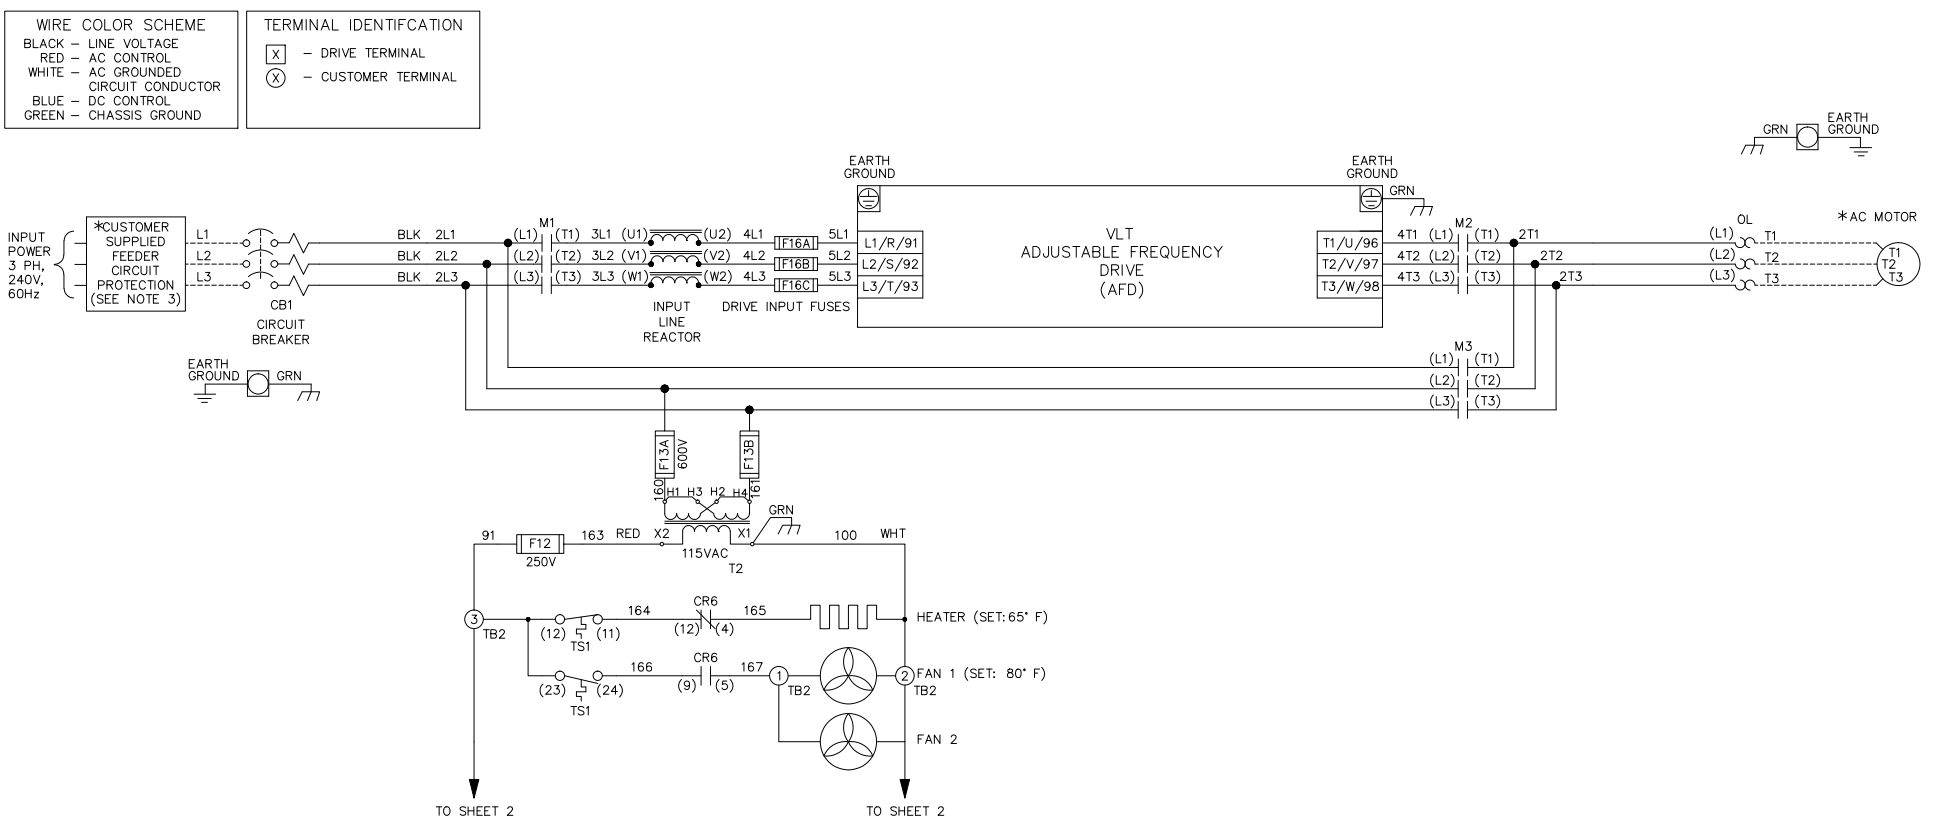 WIRE COLOR SCHEME
BLACK – LINE VOLTAGE
RED – AC CONTROL
WHITE – AC GROUNDED
CIRCUIT CONDUCTOR
BLUE – DC CONTROL
GREEN – CHASSIS GROUND
TERMINAL IDENTIFCATION
X – DRIVE TERMINAL
X – CUSTOMER TERMINAL
GRN
EARTH
GROUND
INPUT
POWER
3 PH,
240V,
60Hz
*CUSTOMER
SUPPLIED
FEEDER
CIRCUIT
PROTECTION
(SEE NOTE 3)
L1
L2
L3
CB1
CIRCUIT
BREAKER
BLK 2L1
BLK 2L2
BLK 2L3
M1
(L1) (T1) 3L1 (U1) (U2) 4L1 F16A 5L1 L1/R/91
(L2) (T2) 3L2 (V1) (V2) 4L2 F16B 5L2 L2/S/92
(L3) (T3) 3L3 (W1) (W2) 4L3 F16C 5L3 L3/T/93
INPUT
LINE
REACTOR
DRIVE INPUT FUSES
EARTH
GROUND
VLT
ADJUSTABLE FREQUENCY
DRIVE
(AFD)
EARTH
GROUND
GRN
M2
T1/U/96 4T1 (L1) (T1) 2T1
T2/V/97 4T2 (L2) (T2) 2T2
T3/W/98 4T3 (L3) (T3) 2T3
OL
(L1) T1
(L2) T2
(L3) T3
*AC MOTOR
T1
T2
T3
EARTH
GROUND
GRN
M3
(L1) (T1)
(L2) (T2)
(L3) (T3)
F13A
600V
F13B
160
161
H1 H3 H2 H4
GRN
91 F12 163 RED X2 X1 100 WHT
250V
115VAC
T2
3
TB2
(12) (11)
TS1
164
CR6
(12) (4)
165
HEATER (SET:65° F)
(23) (24)
TS1
166
CR6
(9) (5)
167
1
TB2
2
TB2
FAN 1 (SET: 80° F)
FAN 2
TO SHEET 2
TO SHEET 2